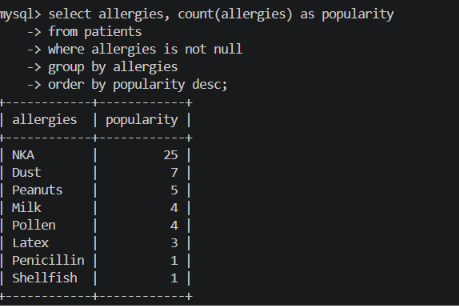 mysql> select allergies, count(allergies) as popularity
    -> from patients
    -> where allergies is not null
    -> group by allergies
    -> order by popularity desc;
+------------+------------+
| allergies  | popularity |
+------------+------------+
| NKA        |         25 |
| Dust       |          7 |
| Peanuts    |          5 |
| Milk       |          4 |
| Pollen     |          4 |
| Latex      |          3 |
| Penicillin |          1 |
| Shellfish  |          1 |
+------------+------------+